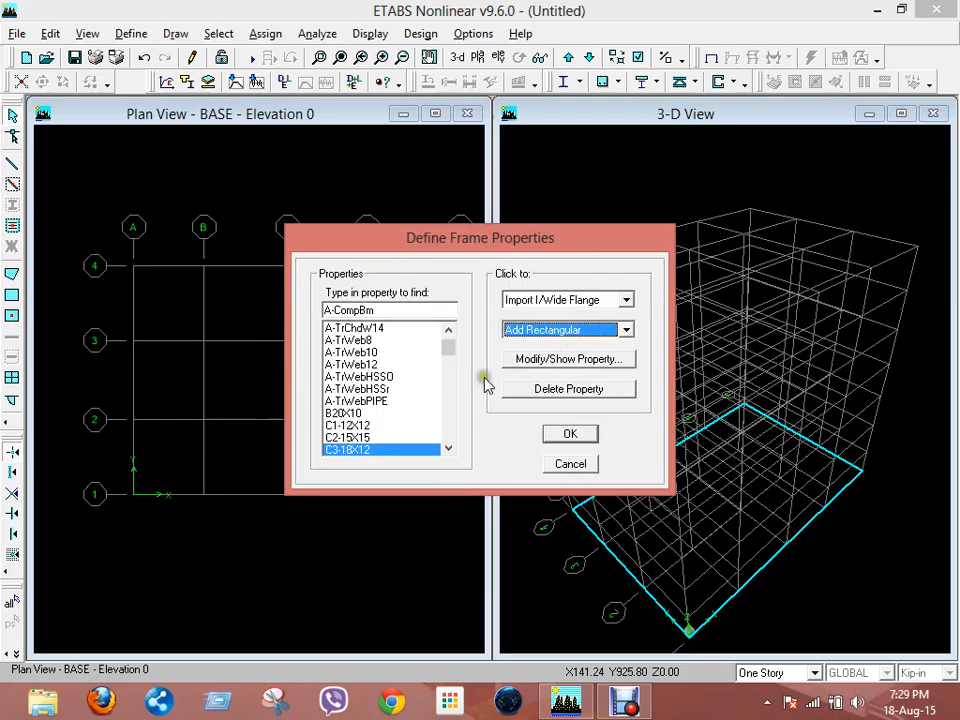 ETABS Nonlinear v9.6.0 - (Untitled)
File Edit View Define Draw Select Assign Analyze Display Design Options Help
3-d
Plan View - BASE - Elevation 0
3-D View
A
B
4
3
2
1
Y
X
Define Frame Properties
Properties
Type in property to find:
A-CompBm
A-TrChdW14
A-TrWeb8
A-TrWeb10
A-TrWeb12
A-TrWebHSSO
A-TrWebHSSr
A-TrWebPIPE
B20X10
C1-12X12
C2-15X15
C3-18X12
Click to:
Import I/Wide Flange
Add Rectangular
Modify/Show Property...
Delete Property
OK
Cancel
all
ps
Plan View - BASE - Elevation 0
X141.24 Y925.80 Z0.00
One Story
GLOBAL
Kip-in
7:29 PM
18-Aug-15